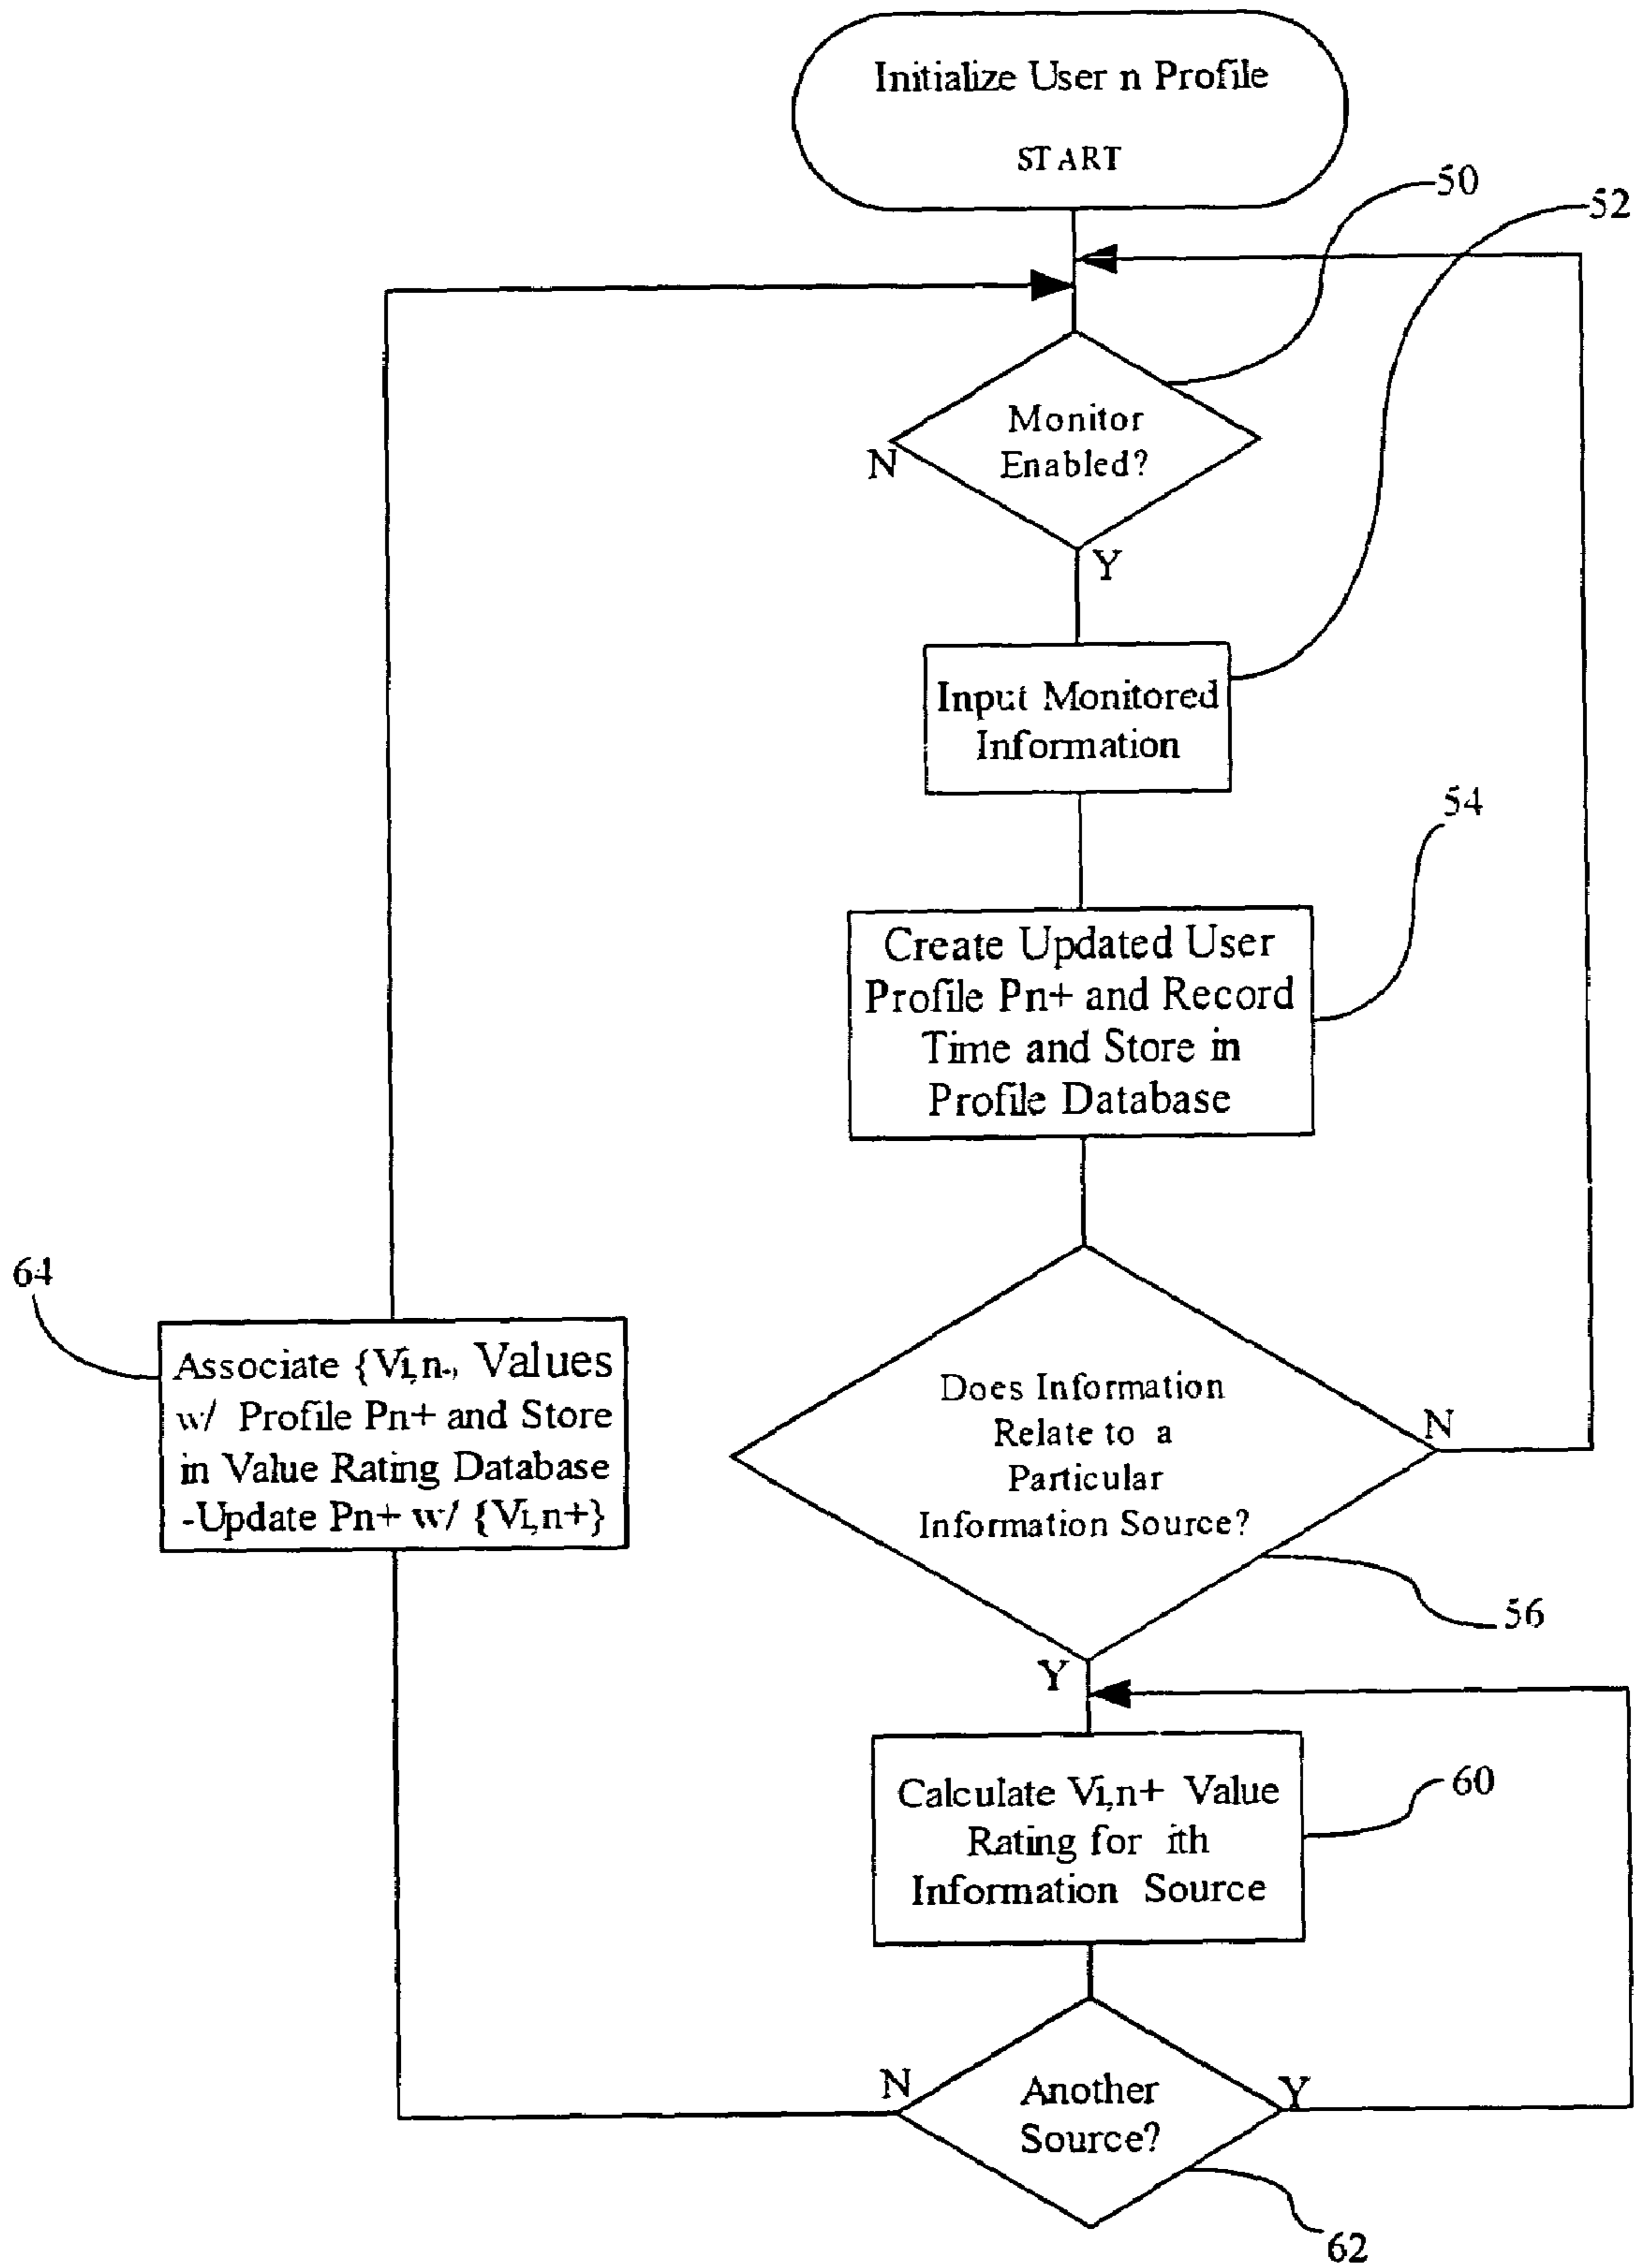 Initialize User n Profile
START
50
52
Monitor
Enabled?
N
Y
Input Monitored
Information
54
Create Updated User
Profile Pn+ and Record
Time and Store in
Profile Database
64
Associate {Vi,n., Values
w/ Profile Pn+ and Store
in Value Rating Database
-Update Pn+ w/ {Vi,n+}
Does Information
Relate to a
Particular
Information Source?
N
56
Y
Calculate Vi,n+ Value
Rating for ith
Information Source
60
N
Another
Source?
Y
62